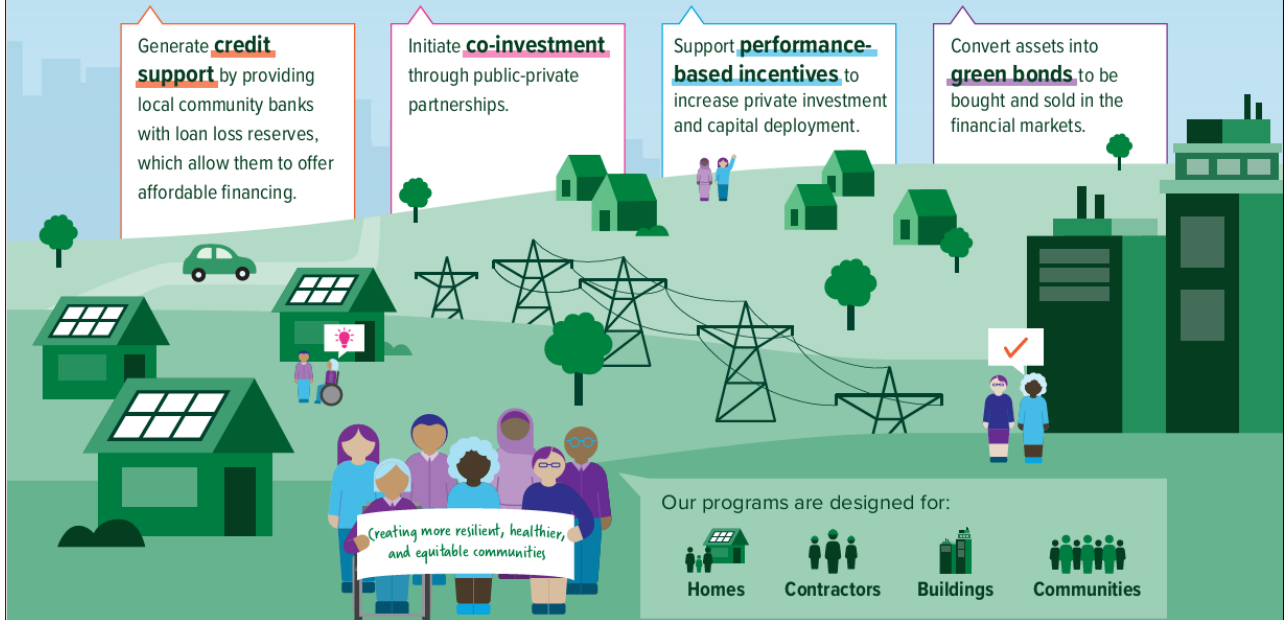 Generate credit
support by providing
local community banks
with loan loss reserves,
which allow them to offer
affordable financing.
Initiate co-investment
through public-private
partnerships.
Support performance-
based incentives to
increase private investment
and capital deployment.
Convert assets into
green bonds to be
bought and sold in the
financial markets.
Creating more resilient, healthier,
and equitable communities
Our programs are designed for:
Homes
Contractors
Buildings
Communities